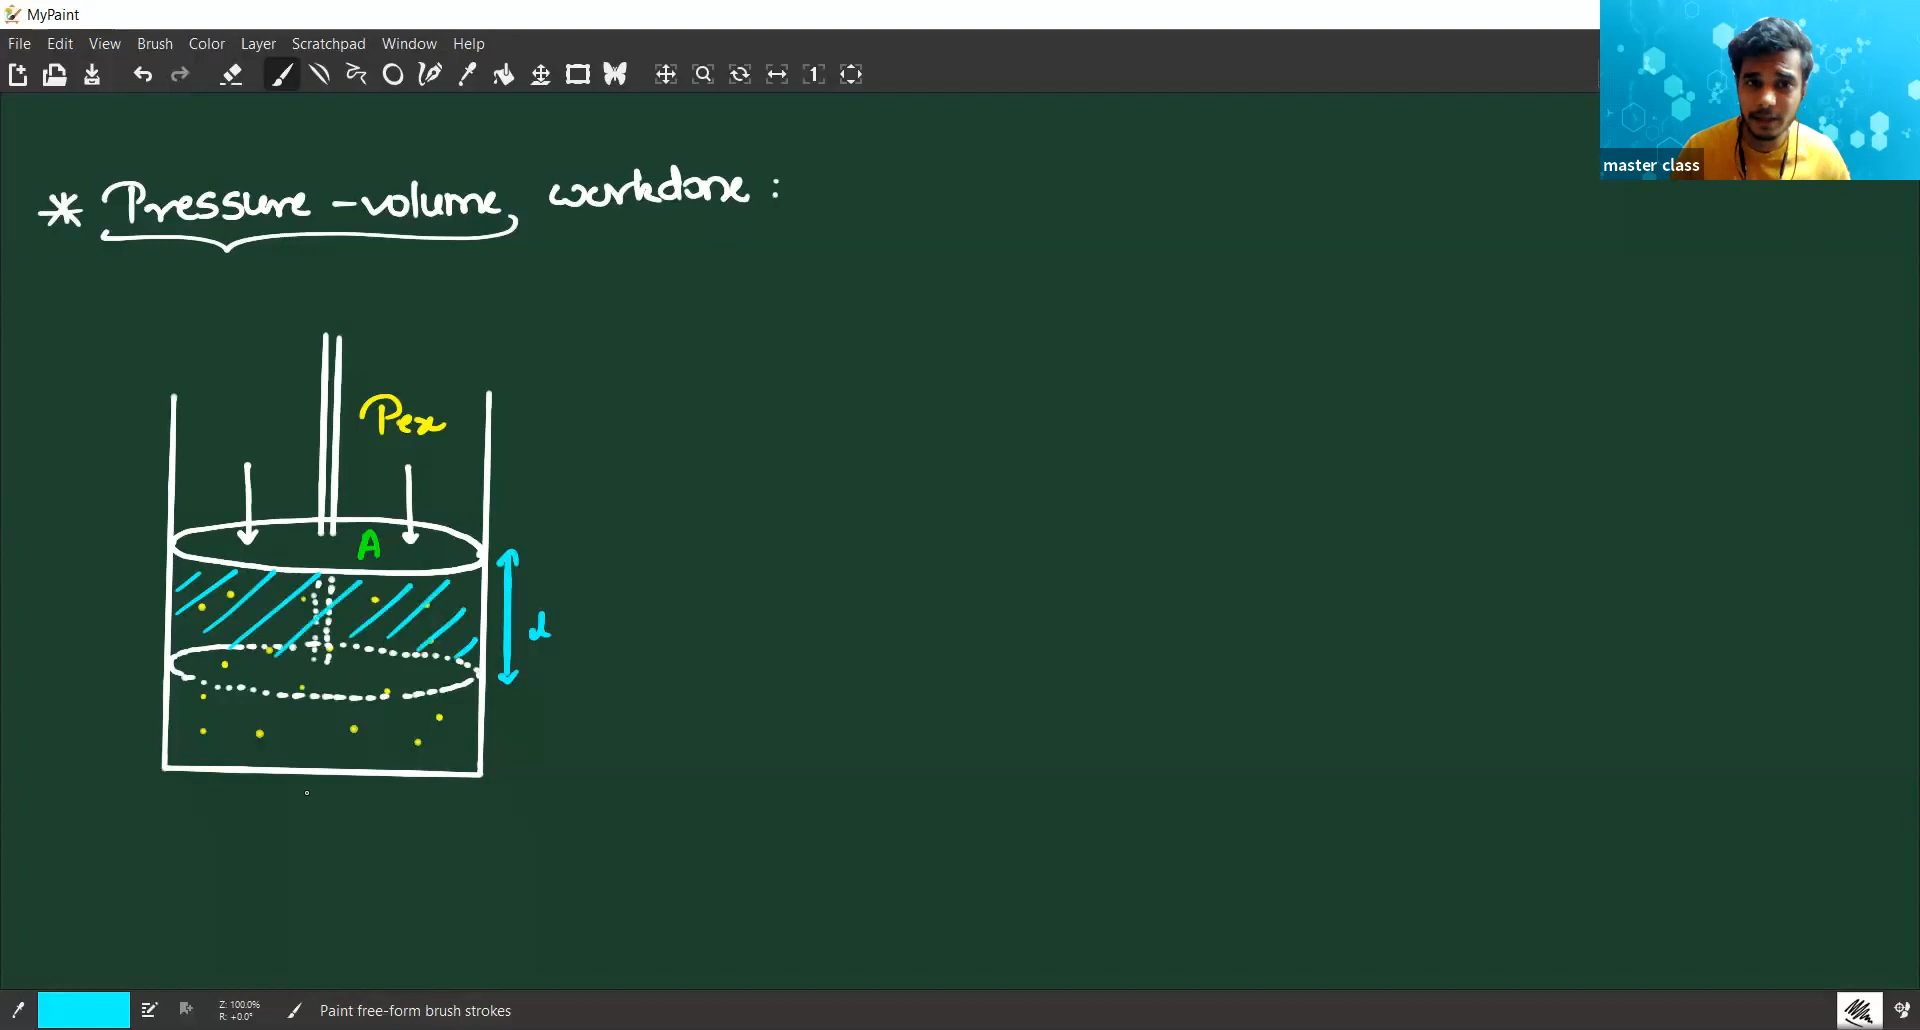 MyPaint
File Edit View Brush Color Layer Scratchpad Window Help
1
master class
* Pressure-volume, workdone :
Pex
A
Z: 100.0%
R: +0.0°
Paint free-form brush strokes